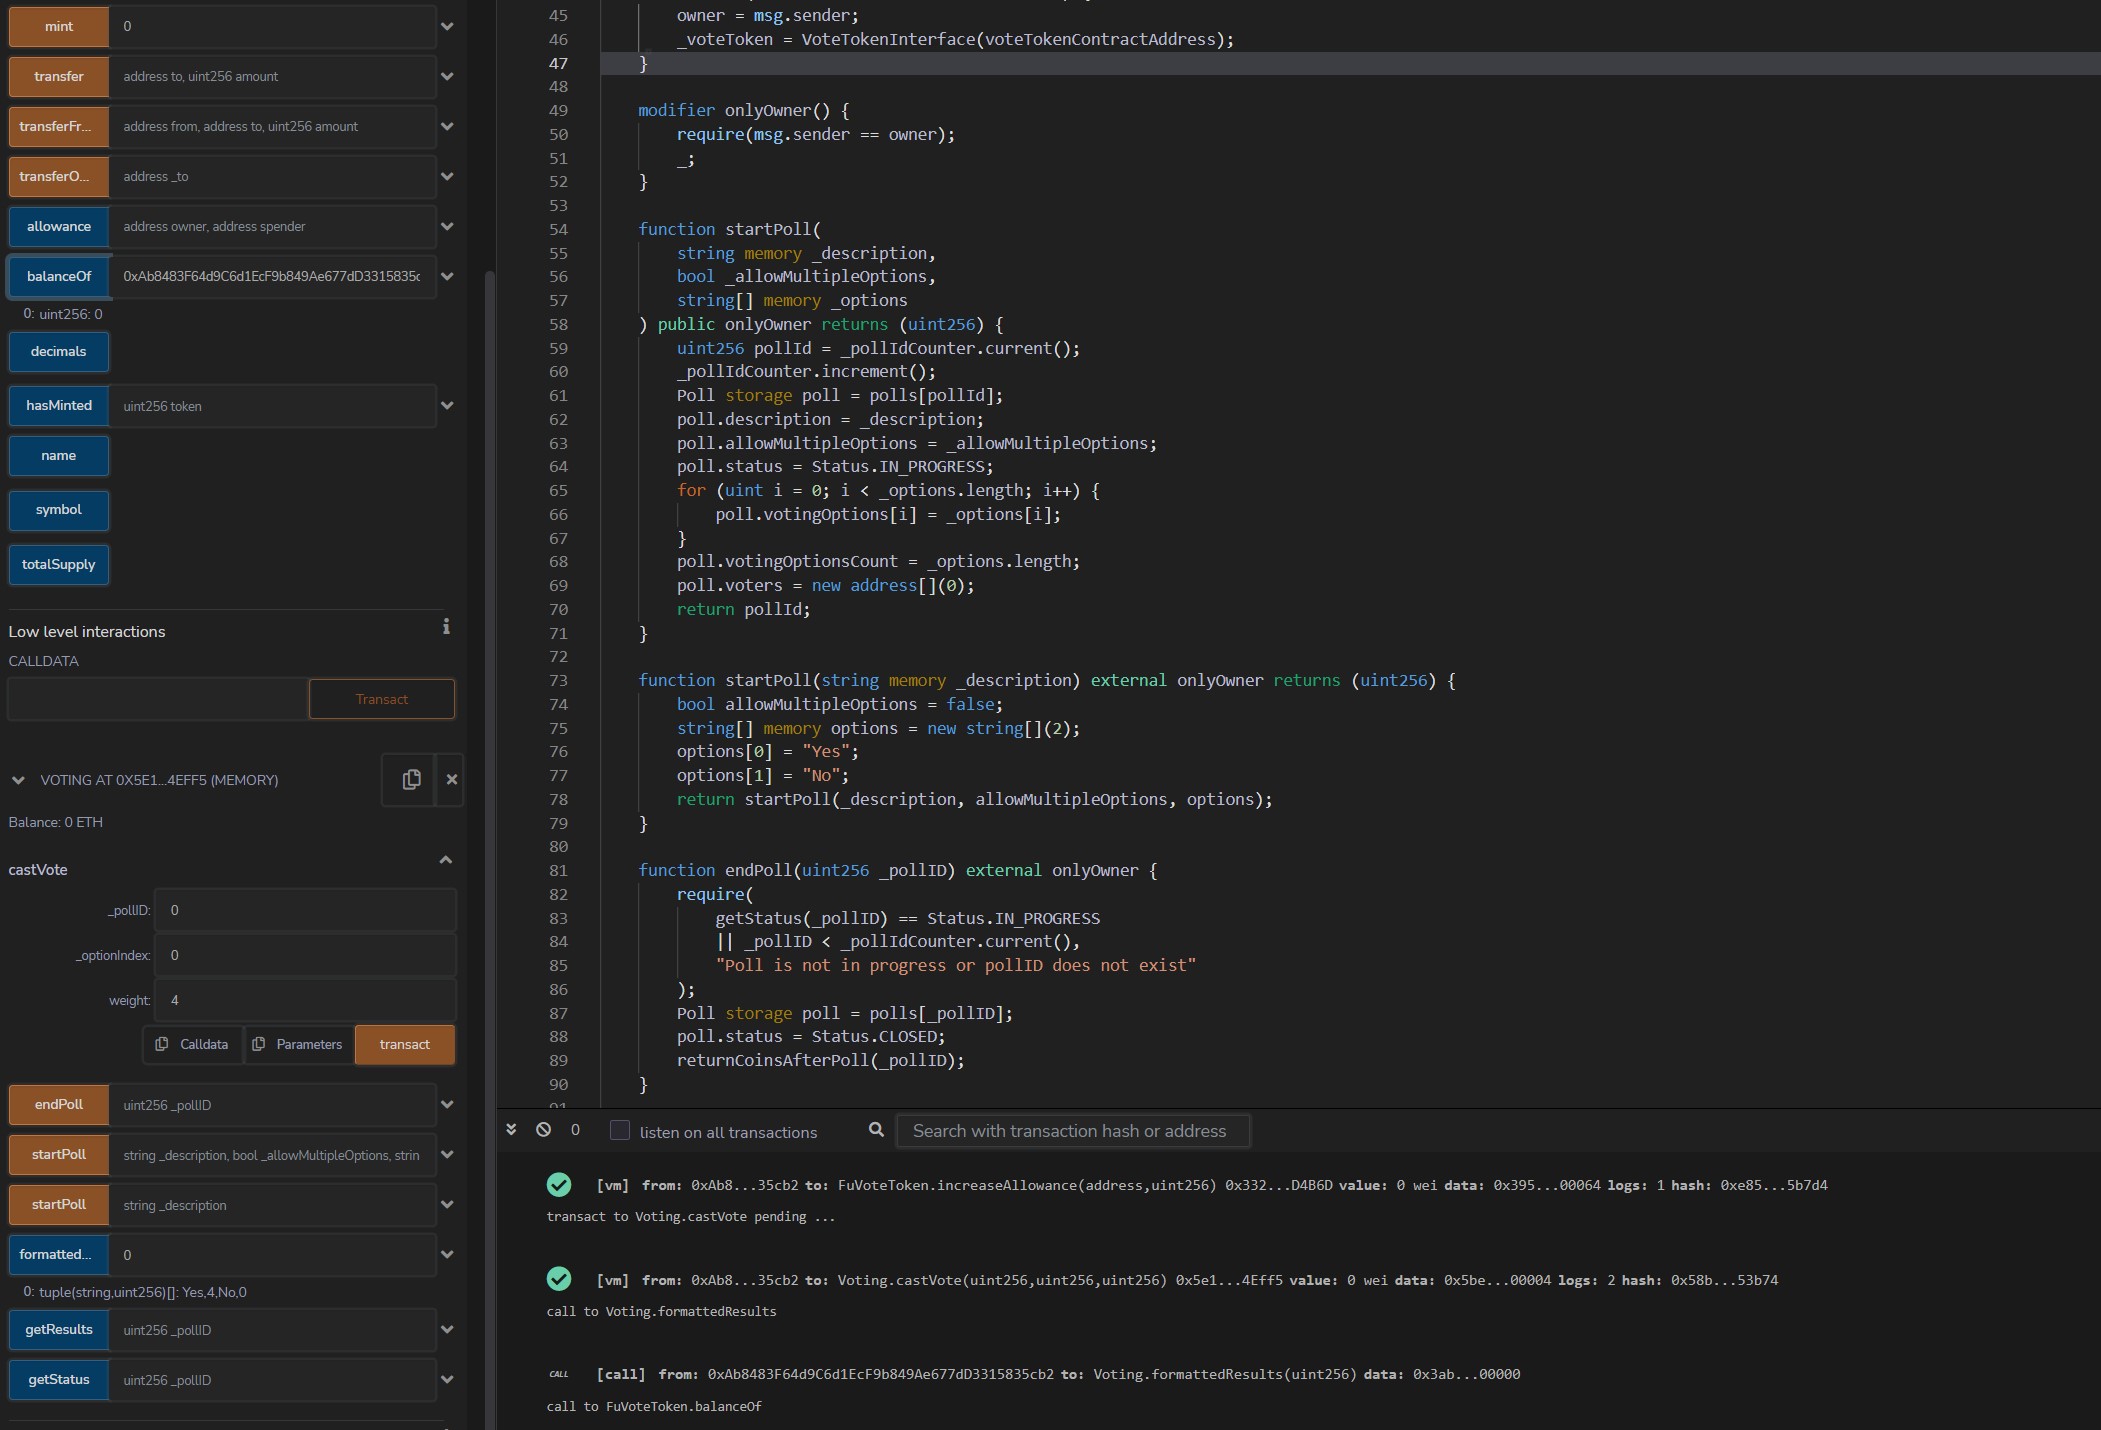 mint
0
transfer
address to, uint256 amount
transferFr...
address from, address to, uint256 amount
transferO...
address _to
allowance
address owner, address spender
balanceOf
0xAb8483F64d9C6d1EcF9b849Ae677dD3315835c
0: uint256: 0
decimals
hasMinted
uint256 token
name
symbol
totalSupply
Low level interactions
CALLDATA
Transact
VOTING AT 0X5E1...4EFF5 (MEMORY)
Balance: 0 ETH
castVote
_pollID:
0
_optionIndex:
0
weight:
4
Calldata
Parameters
transact
endPoll
uint256 _pollID
startPoll
string _description, bool _allowMultipleOptions, strin
startPoll
string _description
formatted...
0
0: tuple(string,uint256)[]: Yes,4,No,0
getResults
uint256 _pollID
getStatus
uint256 _pollID
45 owner = msg.sender;
46 _voteToken = VoteTokenInterface(voteTokenContractAddress);
47 }
48
49 modifier onlyOwner() {
50 require(msg.sender == owner);
51 _;
52 }
53
54 function startPoll(
55 string memory _description,
56 bool _allowMultipleOptions,
57 string[] memory _options
58 ) public onlyOwner returns (uint256) {
59 uint256 pollId = _pollIdCounter.current();
60 _pollIdCounter.increment();
61 Poll storage poll = polls[pollId];
62 poll.description = _description;
63 poll.allowMultipleOptions = _allowMultipleOptions;
64 poll.status = Status.IN_PROGRESS;
65 for (uint i = 0; i < _options.length; i++) {
66 poll.votingOptions[i] = _options[i];
67 }
68 poll.votingOptionsCount = _options.length;
69 poll.voters = new address[](0);
70 return pollId;
71 }
72
73 function startPoll(string memory _description) external onlyOwner returns (uint256) {
74 bool allowMultipleOptions = false;
75 string[] memory options = new string[](2);
76 options[0] = "Yes";
77 options[1] = "No";
78 return startPoll(_description, allowMultipleOptions, options);
79 }
80
81 function endPoll(uint256 _pollID) external onlyOwner {
82 require(
83 getStatus(_pollID) == Status.IN_PROGRESS
84 || _pollID < _pollIdCounter.current(),
85 "Poll is not in progress or pollID does not exist"
86 );
87 Poll storage poll = polls[_pollID];
88 poll.status = Status.CLOSED;
89 returnCoinsAfterPoll(_pollID);
90 }
91
0
listen on all transactions
Search with transaction hash or address
[vm] from: 0xAb8...35cb2 to: FuVoteToken.increaseAllowance(address,uint256) 0x332...D4B6D value: 0 wei data: 0x395...00064 logs: 1 hash: 0xe85...5b7d4
transact to Voting.castVote pending ...
[vm] from: 0xAb8...35cb2 to: Voting.castVote(uint256,uint256,uint256) 0x5e1...4Eff5 value: 0 wei data: 0x5be...00004 logs: 2 hash: 0x58b...53b74
call to Voting.formattedResults
CALL [call] from: 0xAb8483F64d9C6d1EcF9b849Ae677dD3315835cb2 to: Voting.formattedResults(uint256) data: 0x3ab...00000
call to FuVoteToken.balanceOf